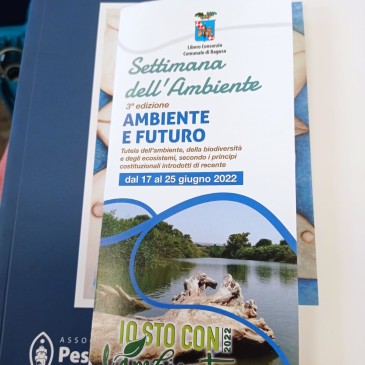 Libero Consorzio
Comunale di Ragusa
Settimana
dell'Ambiente
3ª edizione
AMBIENTE
E FUTURO
Tutela dell'ambiente, della biodiversità
e degli ecosistemi, secondo i principi
costituzionali introdotti di recente
dal 17 al 25 giugno 2022
IO STO CON
2022
ASSO
Pes